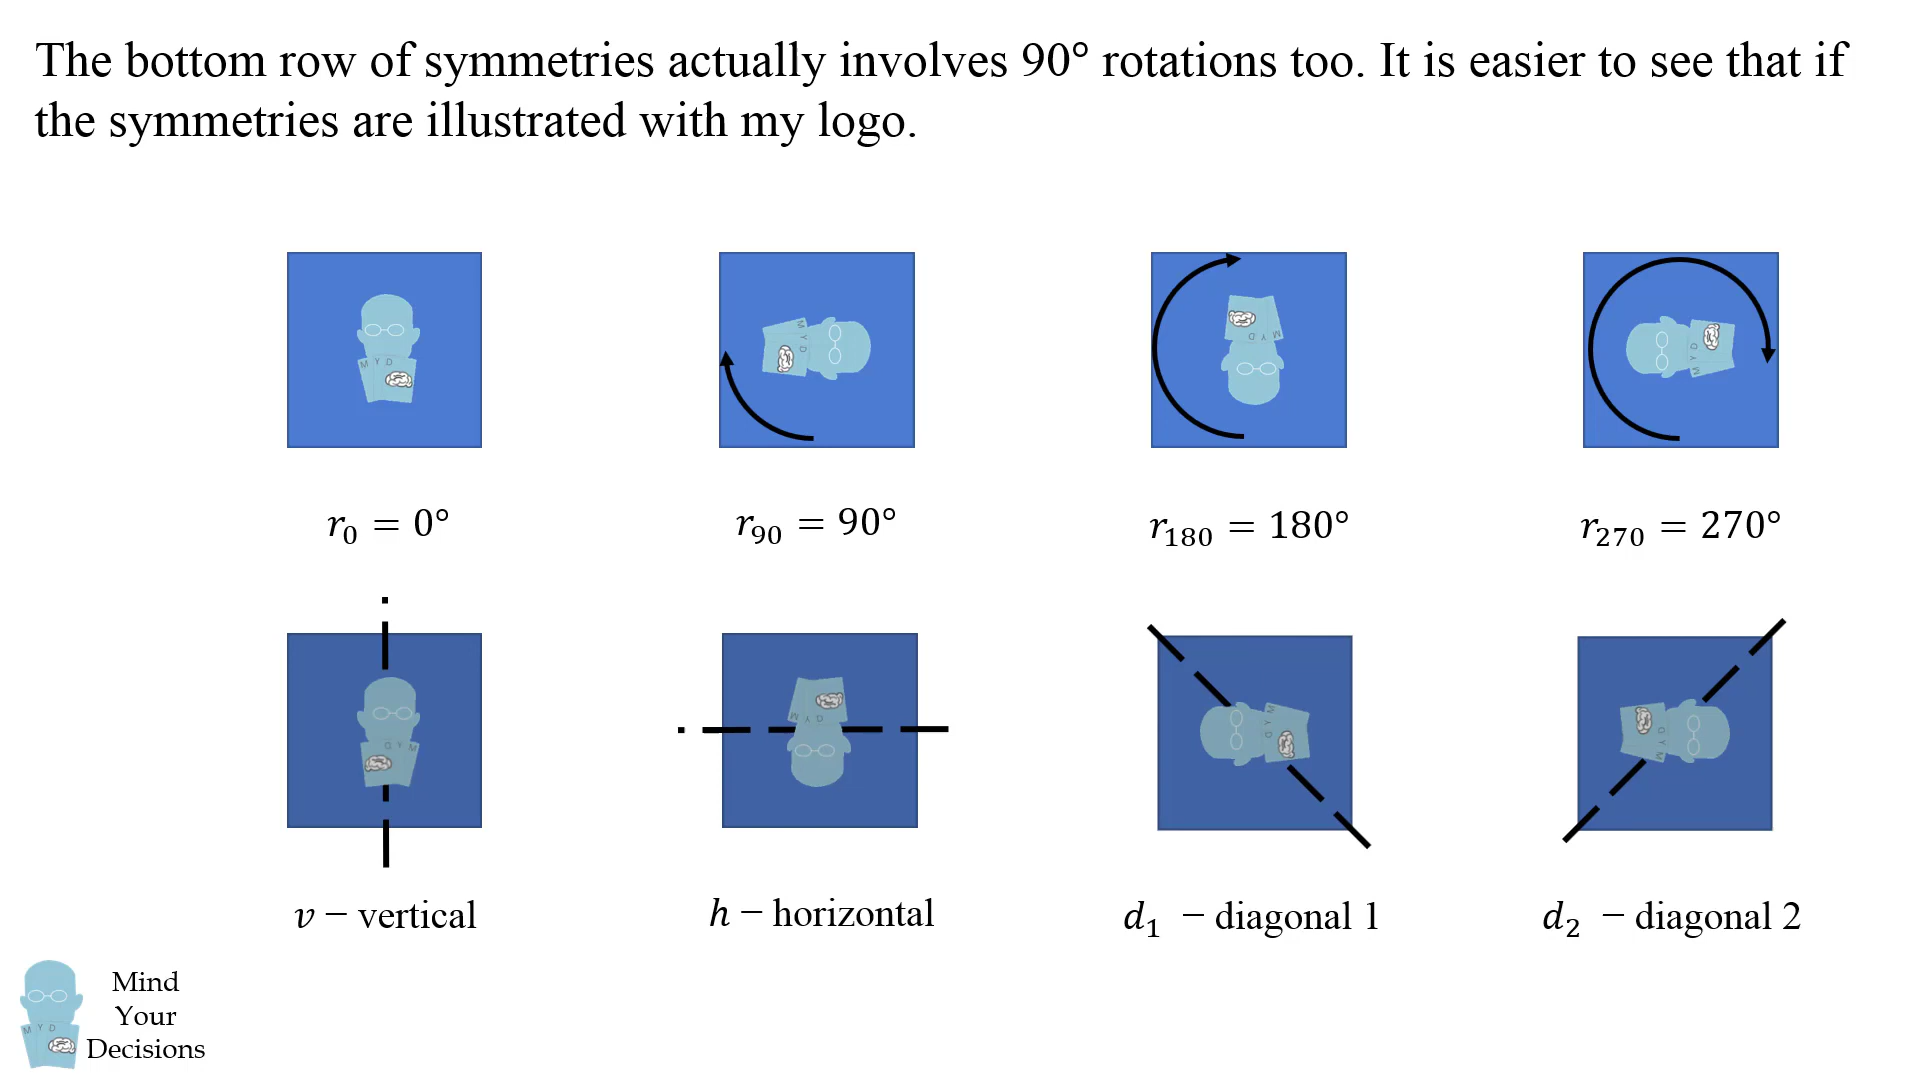 The bottom row of symmetries actually involves 90° rotations too. It is easier to see that if
the symmetries are illustrated with my logo.
M Y D
M Y D
M Y D
M Y D
r₀ = 0°
r₉₀ = 90°
r₁₈₀ = 180°
r₂₇₀ = 270°
M Y D
M Y D
M Y D
M Y D
v − vertical
h − horizontal
d₁ − diagonal 1
d₂ − diagonal 2
M Y D
Mind
Your
Decisions